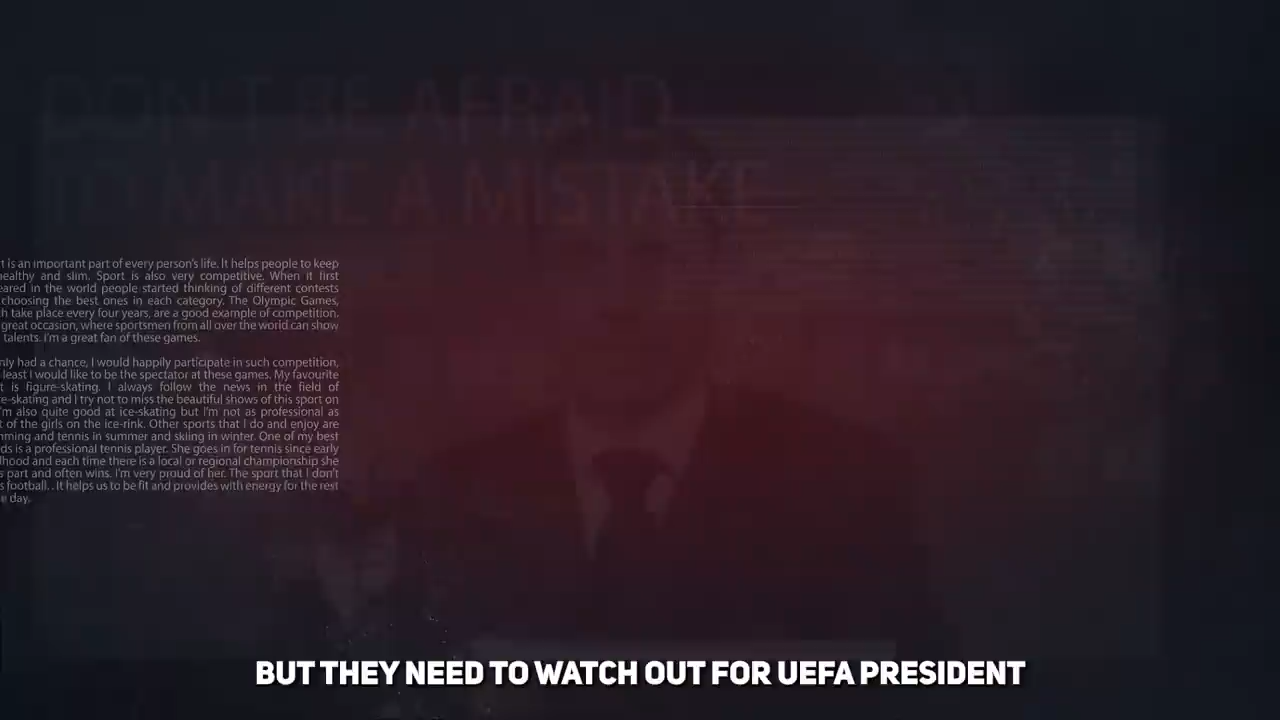 DON'T BE AFRAID
TO MAKE A MISTAKE
t is an important part of every person's life. It helps people to keep
healthy and slim. Sport is also very competitive. When it first
eared in the world people started thinking of different contests
choosing the best ones in each category. The Olympic Games,
h take place every four years, are a good example of competition.
great occasion, where sportsmen from all over the world can show
talents. I'm a great fan of these games.
nly had a chance, I would happily participate in such competition,
least I would like to be the spectator at these games. My favourite
t is figure-skating. I always follow the news in the field of
e-skating and I try not to miss the beautiful shows of this sport on
I'm also quite good at ice-skating but I'm not as professional as
t of the girls on the ice-rink. Other sports that I do and enjoy are
mming and tennis in summer and skiing in winter. One of my best
ds is a professional tennis player. She goes in for tennis since early
lhood and each time there is a local or regional championship she
s part and often wins. I'm very proud of her. The sport that I don't
s football. . It helps us to be fit and provides with energy for the rest
e day.
BUT THEY NEED TO WATCH OUT FOR UEFA PRESIDENT